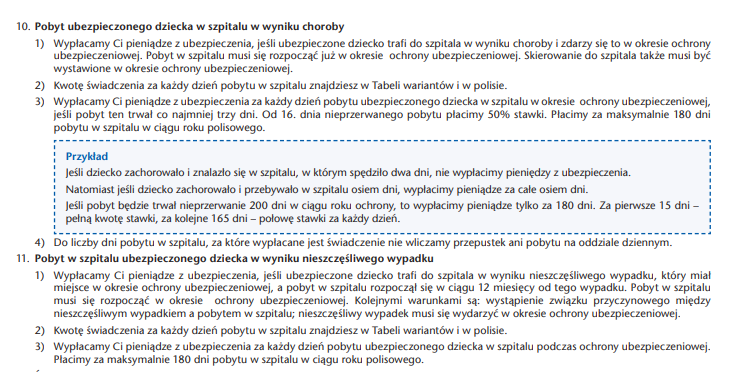 10. Pobyt ubezpieczonego dziecka w szpitalu w wyniku choroby
1) Wypłacamy Ci pieniądze z ubezpieczenia, jeśli ubezpieczone dziecko trafi do szpitala w wyniku choroby i zdarzy się to w okresie ochrony
ubezpieczeniowej. Pobyt w szpitalu musi się rozpocząć już w okresie ochrony ubezpieczeniowej. Skierowanie do szpitala także musi być
wystawione w okresie ochrony ubezpieczeniowej.
2) Kwotę świadczenia za każdy dzień pobytu w szpitalu znajdziesz w Tabeli wariantów i w polisie.
3) Wypłacamy Ci pieniądze z ubezpieczenia za każdy dzień pobytu ubezpieczonego dziecka w szpitalu w okresie ochrony ubezpieczeniowej,
jeśli pobyt ten trwał co najmniej trzy dni. Od 16. dnia nieprzerwanego pobytu płacimy 50% stawki. Płacimy za maksymalnie 180 dni
pobytu w szpitalu w ciągu roku polisowego.
Przykład
Jeśli dziecko zachorowało i znalazło się w szpitalu, w którym spędziło dwa dni, nie wypłacimy pieniędzy z ubezpieczenia.
Natomiast jeśli dziecko zachorowało i przebywało w szpitalu osiem dni, wypłacimy pieniądze za całe osiem dni.
Jeśli pobyt będzie trwał nieprzerwanie 200 dni w ciągu roku ochrony, to wypłacimy pieniądze tylko za 180 dni. Za pierwsze 15 dni –
pełną kwotę stawki, za kolejne 165 dni – połowę stawki za każdy dzień.
4) Do liczby dni pobytu w szpitalu, za które wypłacane jest świadczenie nie wliczamy przepustek ani pobytu na oddziale dziennym.
11. Pobyt w szpitalu ubezpieczonego dziecka w wyniku nieszczęśliwego wypadku
1) Wypłacamy Ci pieniądze z ubezpieczenia, jeśli ubezpieczone dziecko trafi do szpitala w wyniku nieszczęśliwego wypadku, który miał
miejsce w okresie ochrony ubezpieczeniowej, a pobyt w szpitalu rozpoczął się w ciągu 12 miesięcy od tego wypadku. Pobyt w szpitalu
musi się rozpocząć w okresie ochrony ubezpieczeniowej. Kolejnymi warunkami są: wystąpienie związku przyczynowego między
nieszczęśliwym wypadkiem a pobytem w szpitalu; nieszczęśliwy wypadek musi się wydarzyć w okresie ochrony ubezpieczeniowej.
2) Kwotę świadczenia za każdy dzień pobytu w szpitalu znajdziesz w Tabeli wariantów i w polisie.
3) Wypłacamy Ci pieniądze z ubezpieczenia za każdy dzień pobytu ubezpieczonego dziecka w szpitalu podczas ochrony ubezpieczeniowej.
Płacimy za maksymalnie 180 dni pobytu w szpitalu w ciągu roku polisowego.